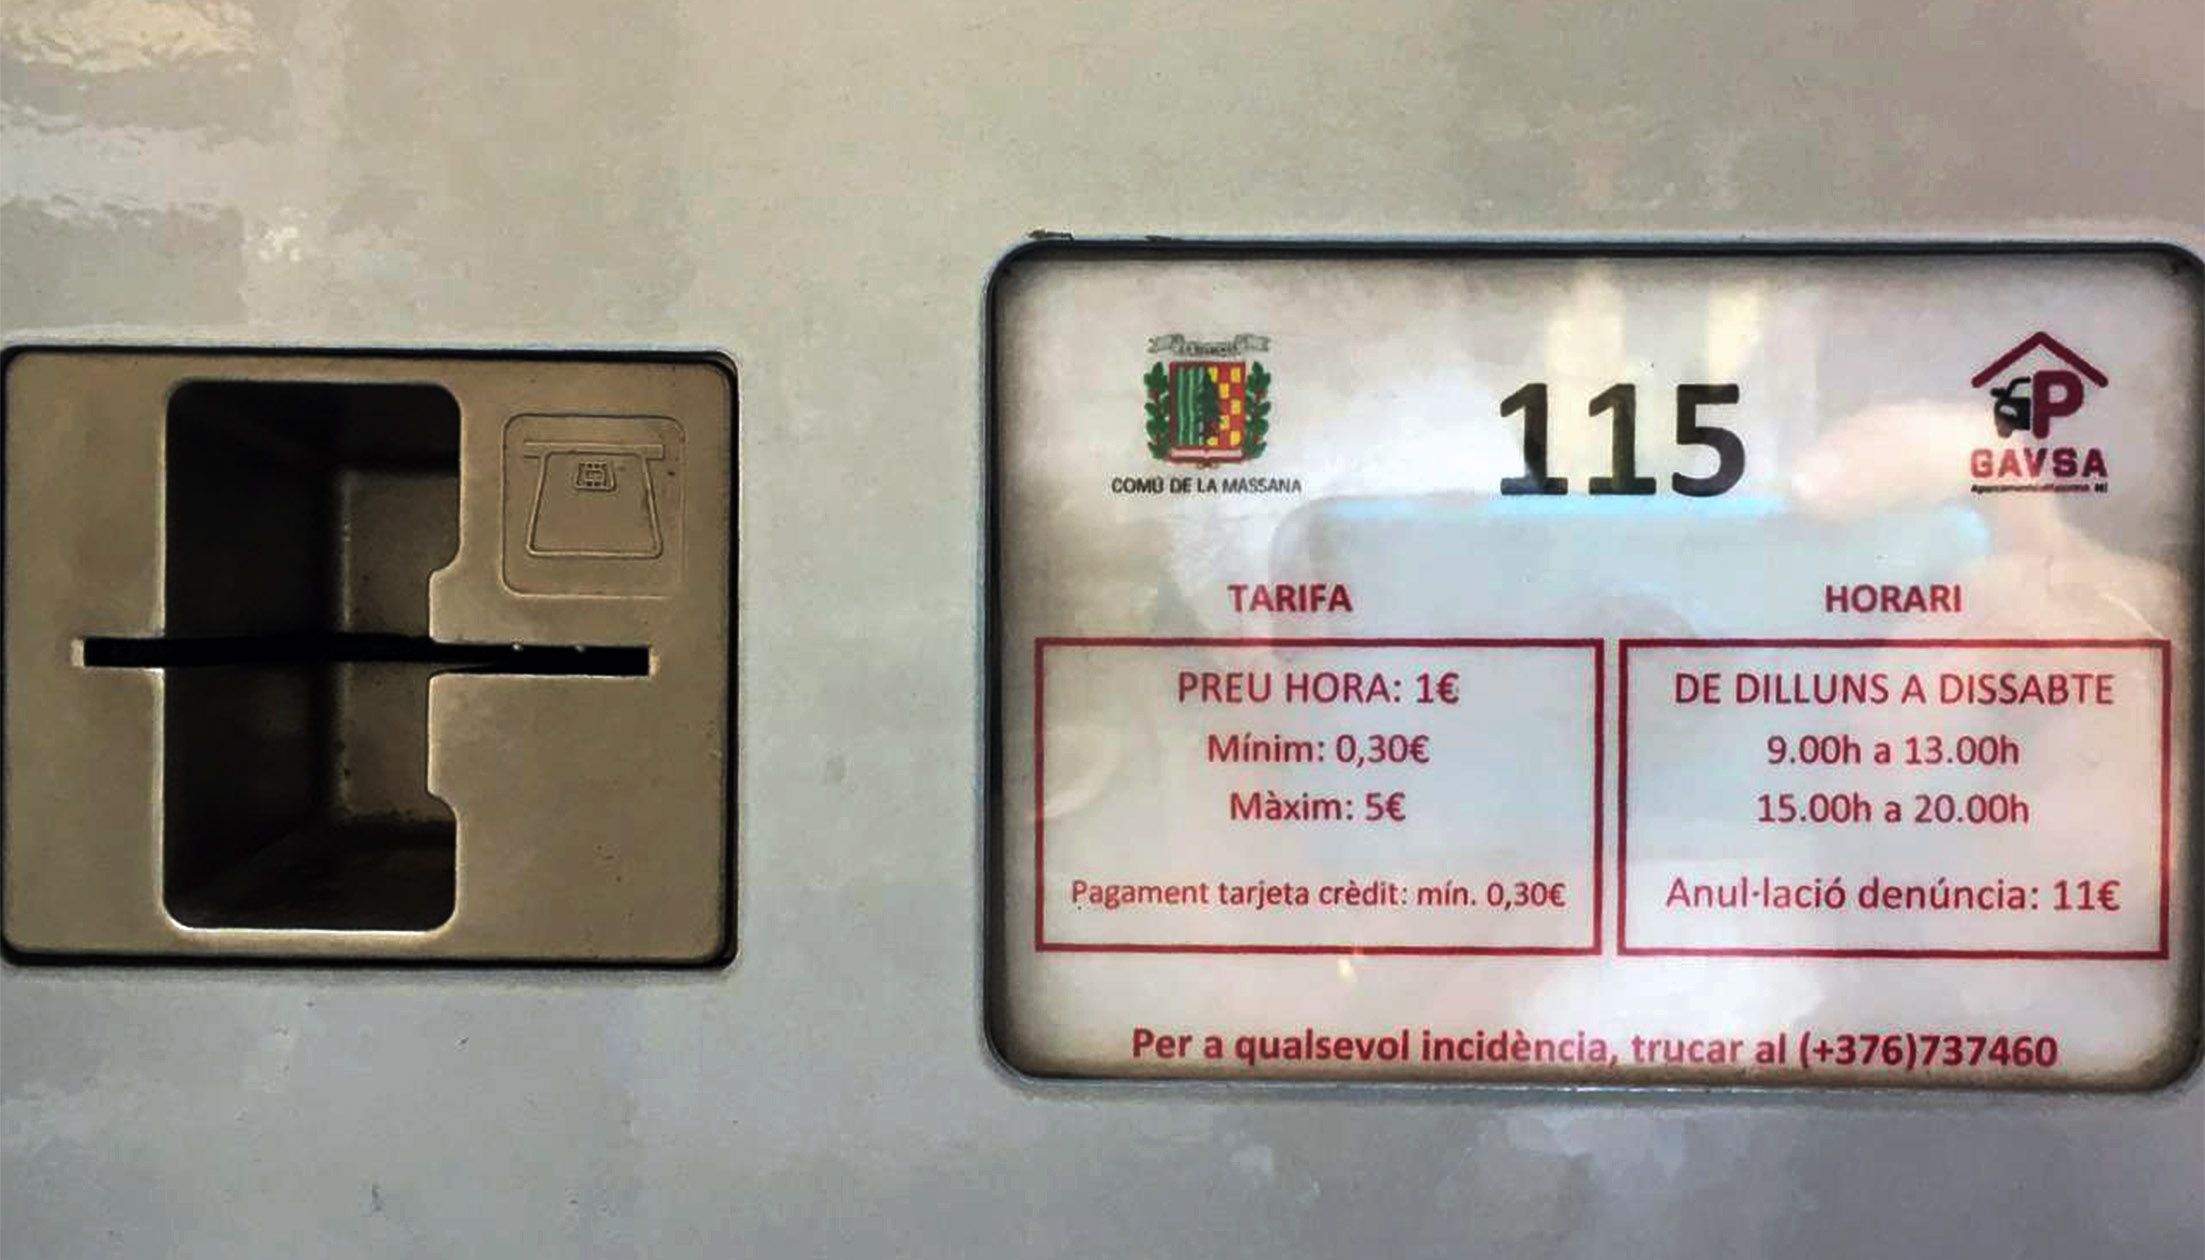 COMÚ DE LA MASSANA
115
P
GAVSA
TARIFA
PREU HORA: 1€
Mínim: 0,30€
Màxim: 5€
Pagament tarjeta crèdit: mín. 0,30€
HORARI
DE DILLUNS A DISSABTE
9.00h a 13.00h
15.00h a 20.00h
Anul·lació denúncia: 11€
Per a qualsevol incidència, trucar al (+376)737460